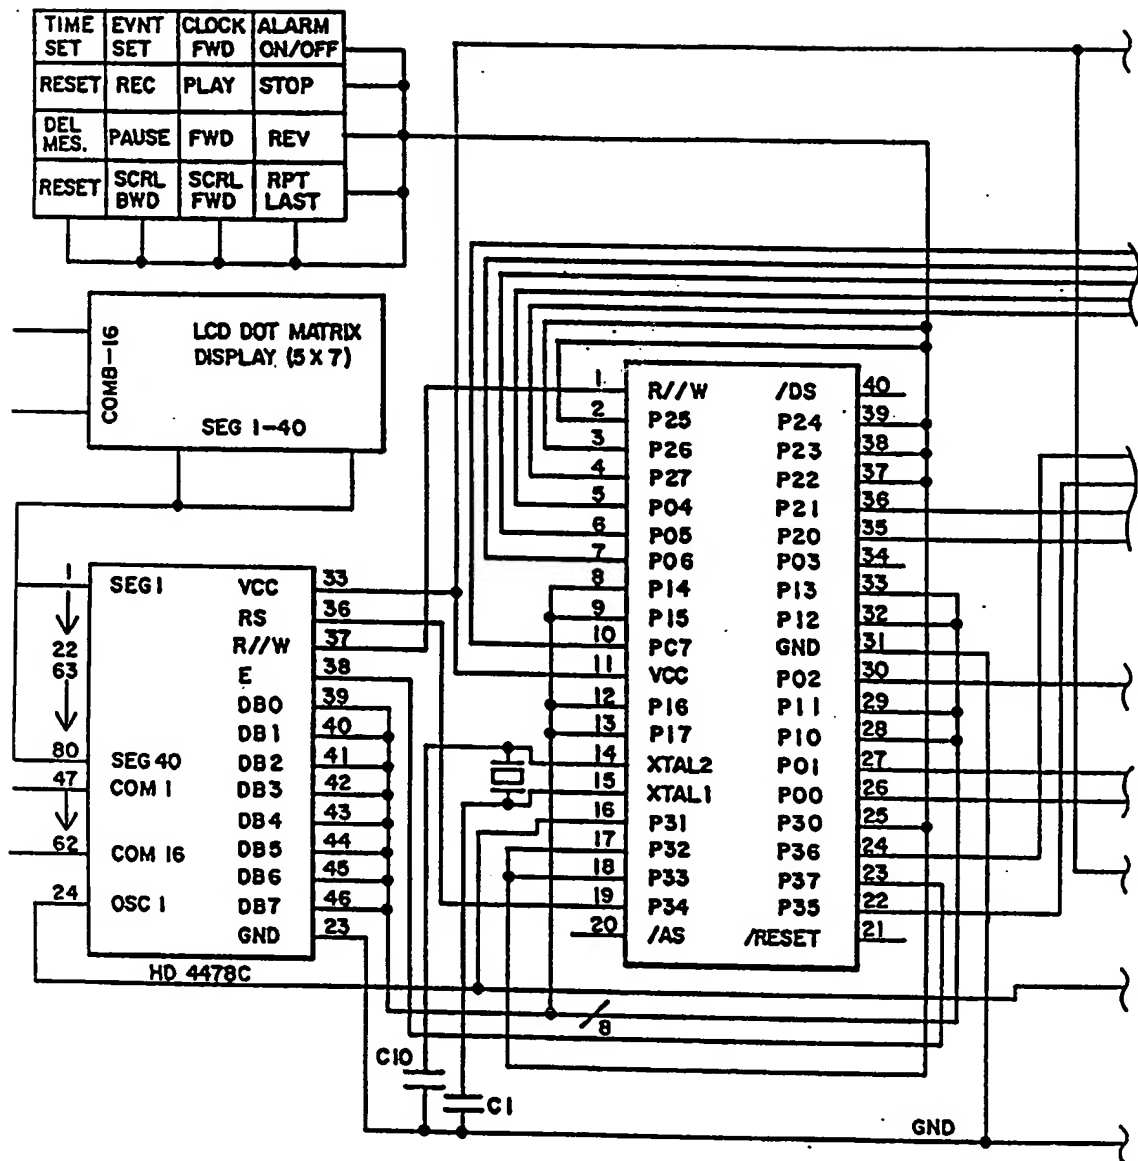 TIME EVNT CLOCK ALARM
SET SET FWD ON/OFF
RESET REC PLAY STOP
DEL
MES. PAUSE FWD REV
RESET SCRL SCRL RPT
BWD FWD LAST
COM8-16
LCD DOT MATRIX
DISPLAY (5 X 7)
SEG 1-40
1 SEG 1 VCC 33
RS 36
22 R//W 37
63 E 38
DB0 39
DB1 40
80 SEG 40 DB2 41
47 COM 1 DB3 42
DB4 43
62 COM 16 DB5 44
DB6 45
24 OSC 1 DB7 46
GND 23
HD 4478C
1 R//W /DS 40
2 P25 P24 39
3 P26 P23 38
4 P27 P22 37
5 P04 P21 36
6 P05 P20 35
7 P06 P03 34
8 P14 P13 33
9 P15 P12 32
10 PC7 GND 31
11 VCC P02 30
12 P16 P11 29
13 P17 P10 28
14 XTAL2 P01 27
15 XTAL1 P00 26
16 P31 P30 25
17 P32 P36 24
18 P33 P37 23
19 P34 P35 22
20 /AS /RESET 21
8
C10
C1
GND